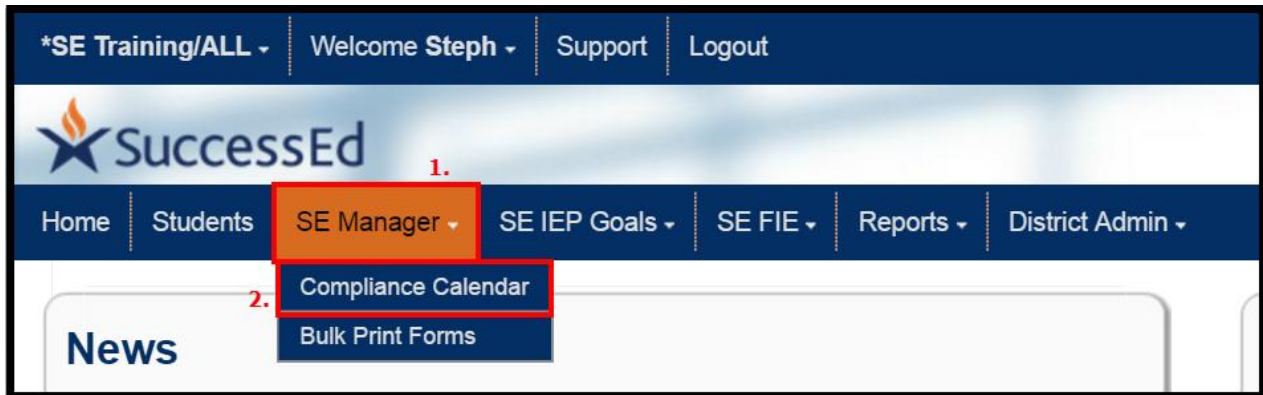 *SE Training/ALL Welcome Steph Support Logout
SuccessEd
1.
Home Students SE Manager SE IEP Goals SE FIE Reports District Admin
2. Compliance Calendar
Bulk Print Forms
News